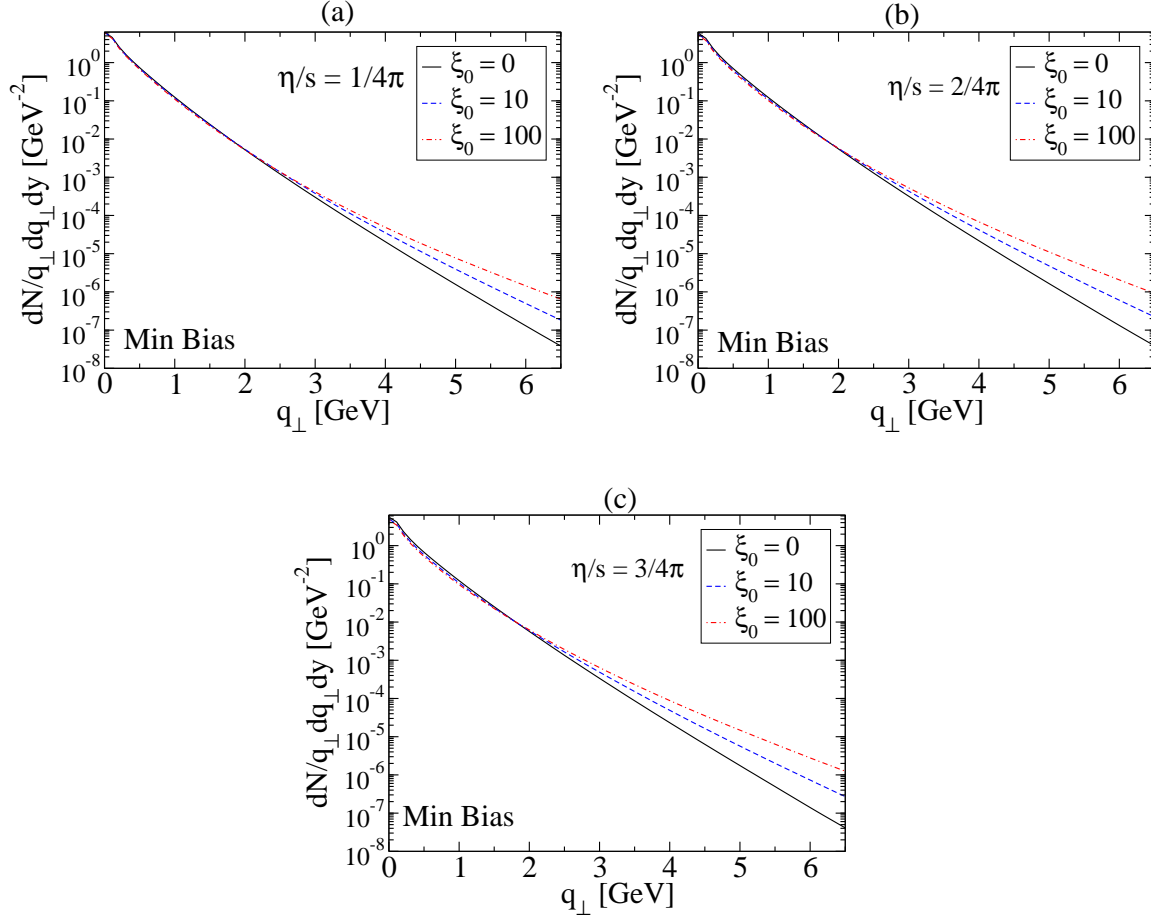 (a)
dN/q⊥dq⊥dy [GeV⁻²]
10⁰
10⁻¹
10⁻²
10⁻³
10⁻⁴
10⁻⁵
10⁻⁶
10⁻⁷
10⁻⁸
η/s = 1/4π
ξ₀ = 0
ξ₀ = 10
ξ₀ = 100
Min Bias
0 1 2 3 4 5 6
q⊥ [GeV]
(b)
dN/q⊥dq⊥dy [GeV⁻²]
10⁰
10⁻¹
10⁻²
10⁻³
10⁻⁴
10⁻⁵
10⁻⁶
10⁻⁷
10⁻⁸
η/s = 2/4π
ξ₀ = 0
ξ₀ = 10
ξ₀ = 100
Min Bias
0 1 2 3 4 5 6
q⊥ [GeV]
(c)
dN/q⊥dq⊥dy [GeV⁻²]
10⁰
10⁻¹
10⁻²
10⁻³
10⁻⁴
10⁻⁵
10⁻⁶
10⁻⁷
10⁻⁸
η/s = 3/4π
ξ₀ = 0
ξ₀ = 10
ξ₀ = 100
Min Bias
0 1 2 3 4 5 6
q⊥ [GeV]